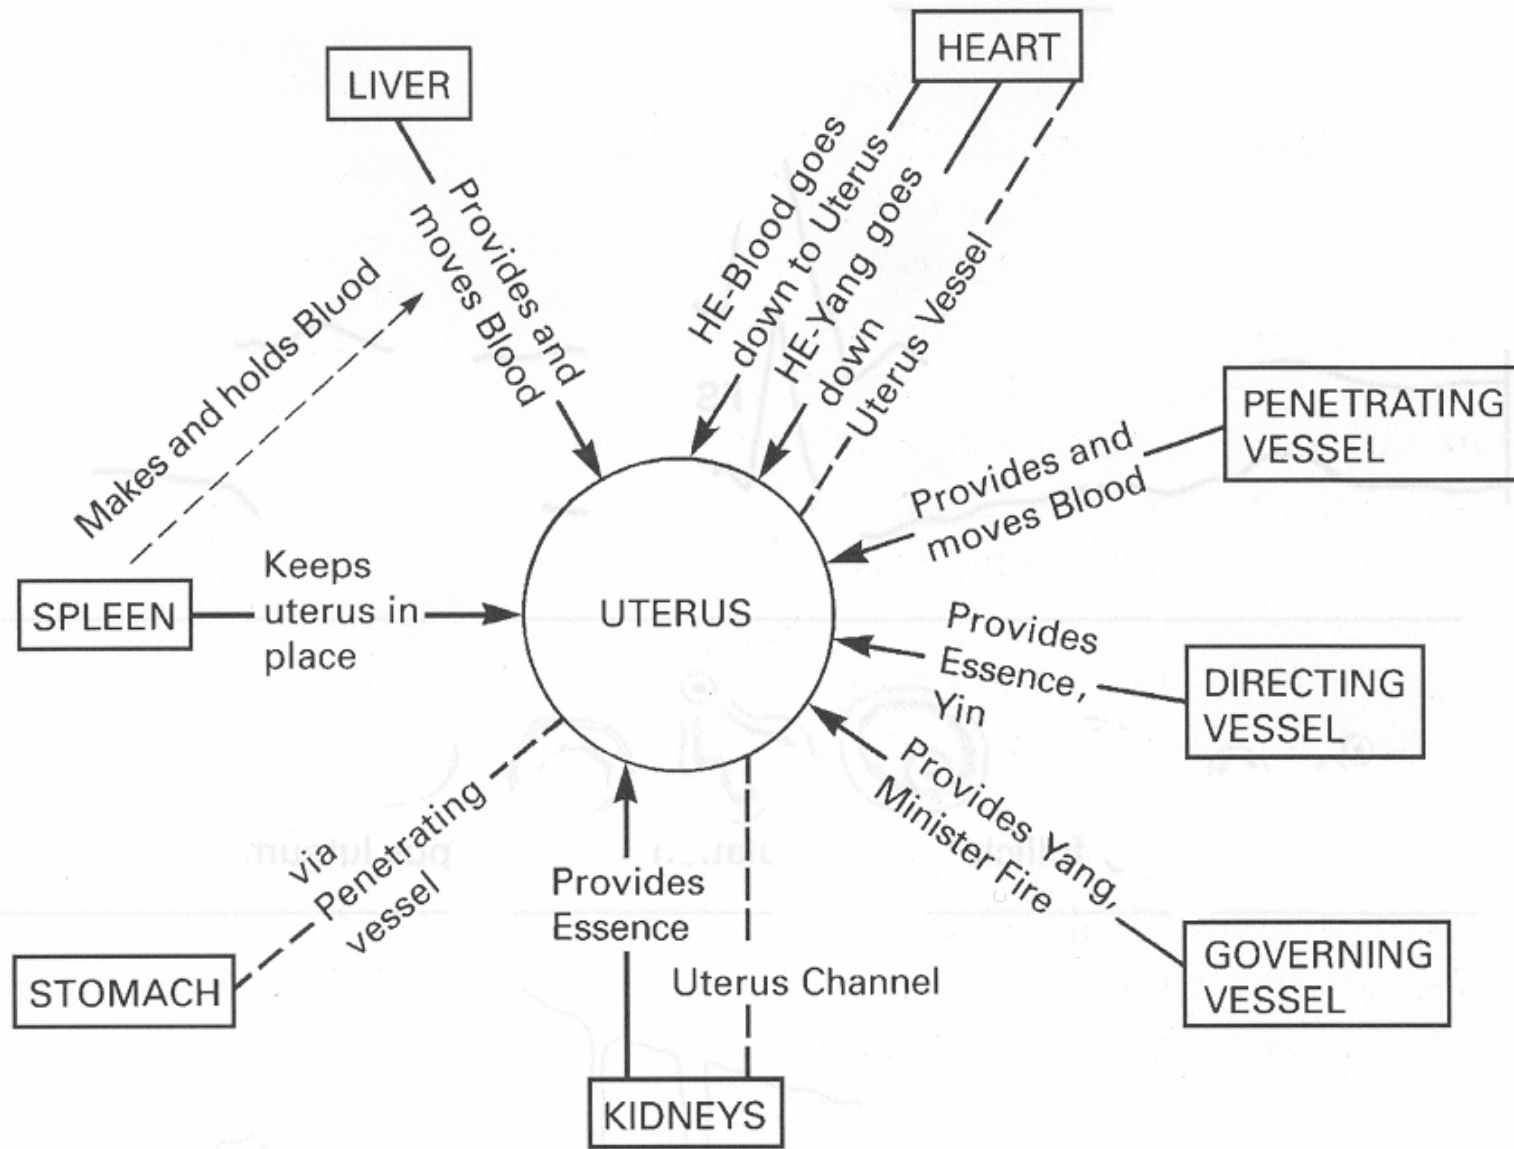 HEART
LIVER
HE-Blood goes
down to Uterus
HE-Yang goes
down
Uterus Vessel
Provides and
moves Blood
Makes and holds Blood
PENETRATING
VESSEL
Provides and
moves Blood
SPLEEN
Keeps
uterus in
place
UTERUS
Provides
Essence,
Yin
DIRECTING
VESSEL
Provides Yang,
Minister Fire
GOVERNING
VESSEL
via
Penetrating
vessel
STOMACH
Provides
Essence
Uterus Channel
KIDNEYS